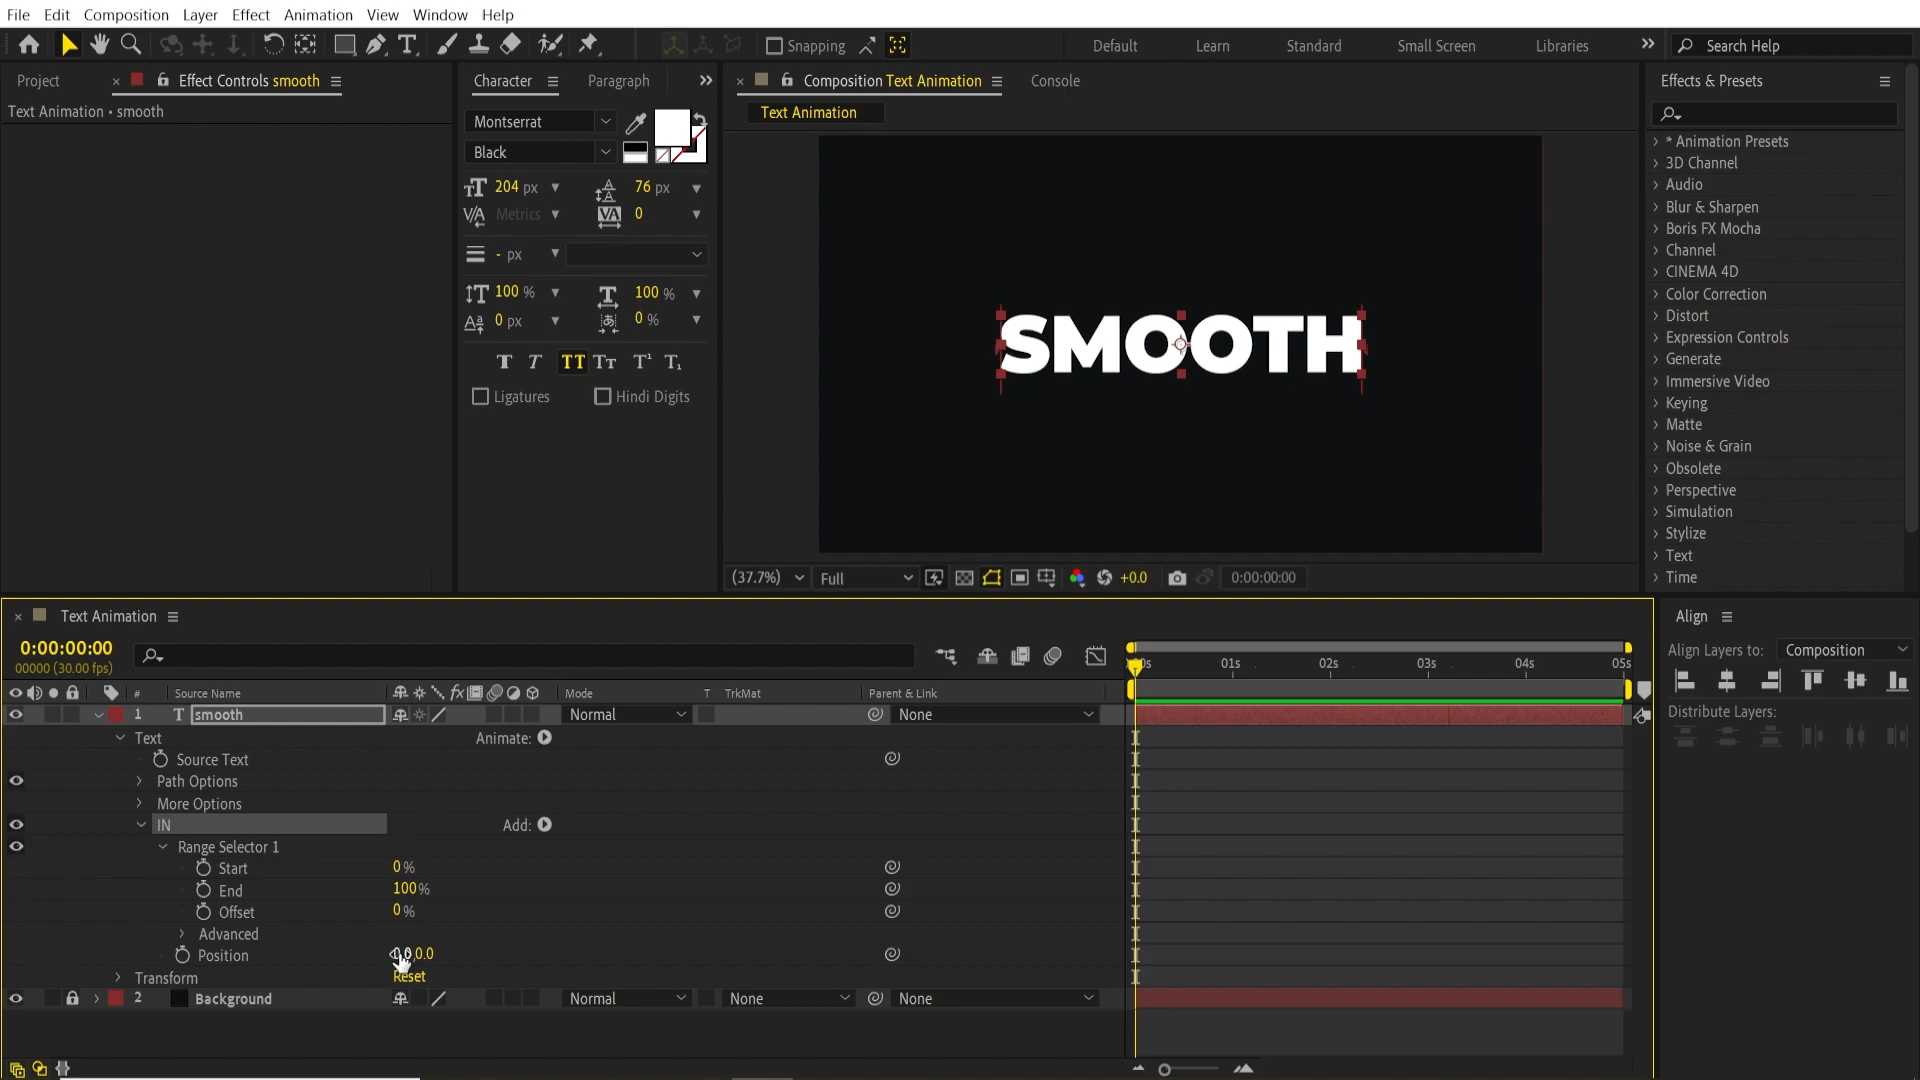 File Edit Composition Layer Effect Animation View Window Help
Snapping Default Learn Standard Small Screen Libraries Search Help
Project Effect Controls smooth Character Paragraph Composition Text Animation Console Effects & Presets
Text Animation • smooth
Text Animation
Montserrat
Black
204 px 76 px
Metrics 0
- px
100 % 100 %
0 px 0 %
TT
Ligatures Hindi Digits
SMOOTH
* Animation Presets
3D Channel
Audio
Blur & Sharpen
Boris FX Mocha
Channel
CINEMA 4D
Color Correction
Distort
Expression Controls
Generate
Immersive Video
Keying
Matte
Noise & Grain
Obsolete
Perspective
Simulation
Stylize
Text
Time
(37.7%) Full +0.0 0:00:00:00
Text Animation
0:00:00:00
00000 (30.00 fps)
01s 02s 03s 04s 05s
# Source Name Mode T TrkMat Parent & Link
1 T smooth Normal None
Text Animate:
Source Text
Path Options
More Options
IN Add:
Range Selector 1
Start 0 %
End 100 %
Offset 0 %
Advanced
Position 0.0,0.0
Transform Reset
2 Background Normal None None
Align
Align Layers to: Composition
Distribute Layers: